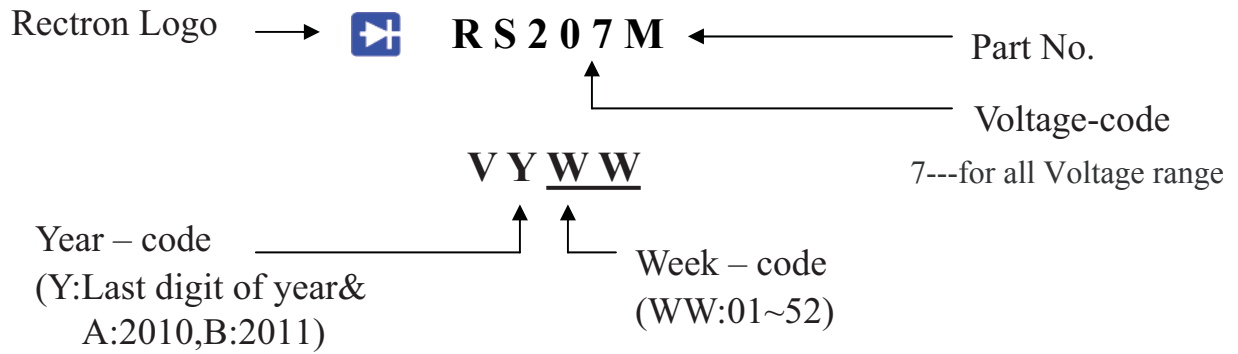 Rectron Logo
R S 2 0 7 M
Part No.
Voltage-code
7---for all Voltage range
V Y W W
Year – code
(Y:Last digit of year&
A:2010,B:2011)
Week – code
(WW:01~52)